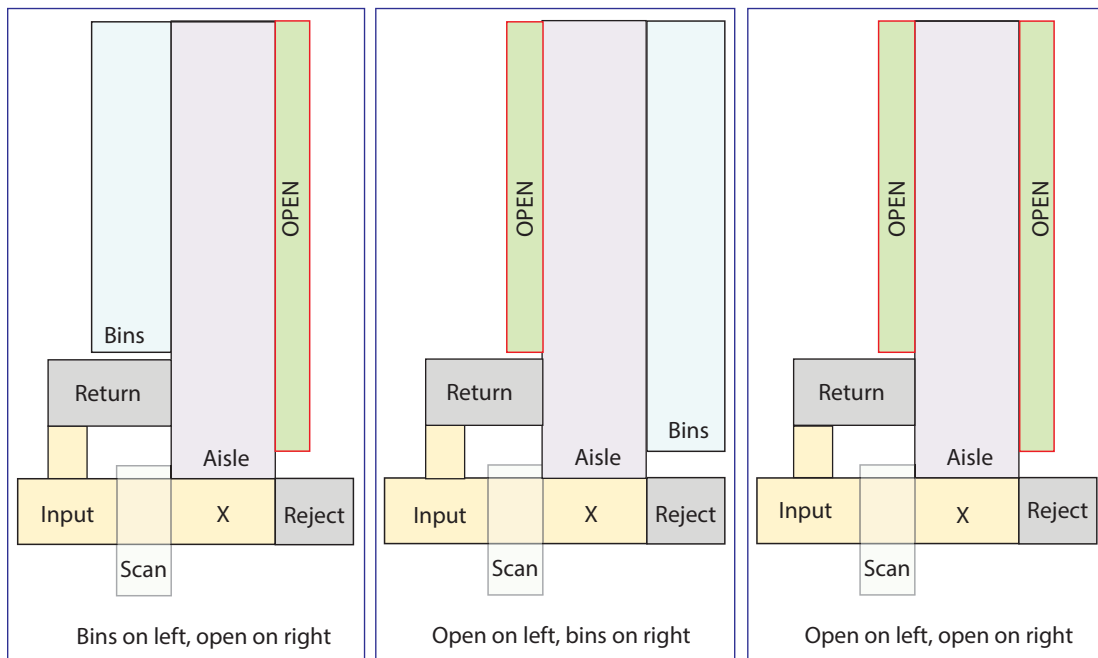 OPEN
Bins
Return
Aisle
Input
X
Reject
Scan
Bins on left, open on right
OPEN
Return
Bins
Aisle
Input
X
Reject
Scan
Open on left, bins on right
OPEN
OPEN
Return
Aisle
Input
X
Reject
Scan
Open on left, open on right